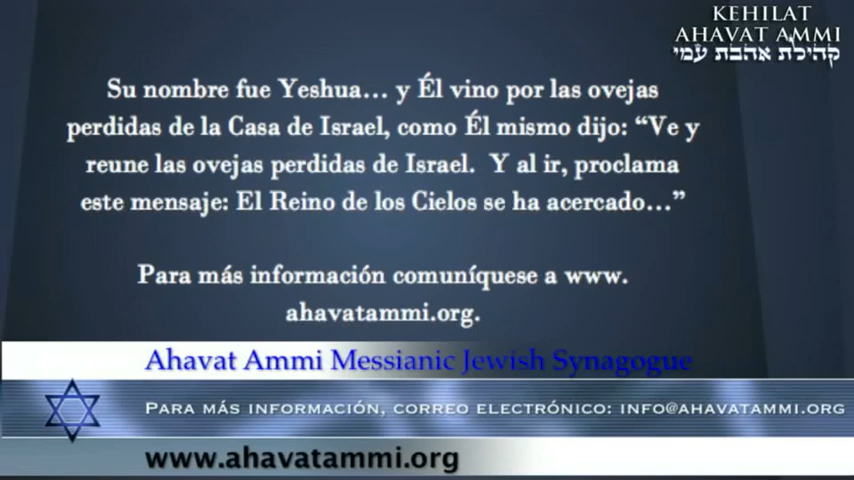 KEHILAT
AHAVAT AMMI
קהילת אהבת עמי
Su nombre fue Yeshua... y Él vino por las ovejas
perdidas de la Casa de Israel, como Él mismo dijo: “Ve y
reune las ovejas perdidas de Israel. Y al ir, proclama
este mensaje: El Reino de los Cielos se ha acercado...”
Para más información comuníquese a www.
ahavatammi.org.
Ahavat Ammi Messianic Jewish Synagogue
PARA MÁS INFORMACIÓN, CORREO ELECTRÓNICO: INFO@AHAVATAMMI.ORG
www.ahavatammi.org